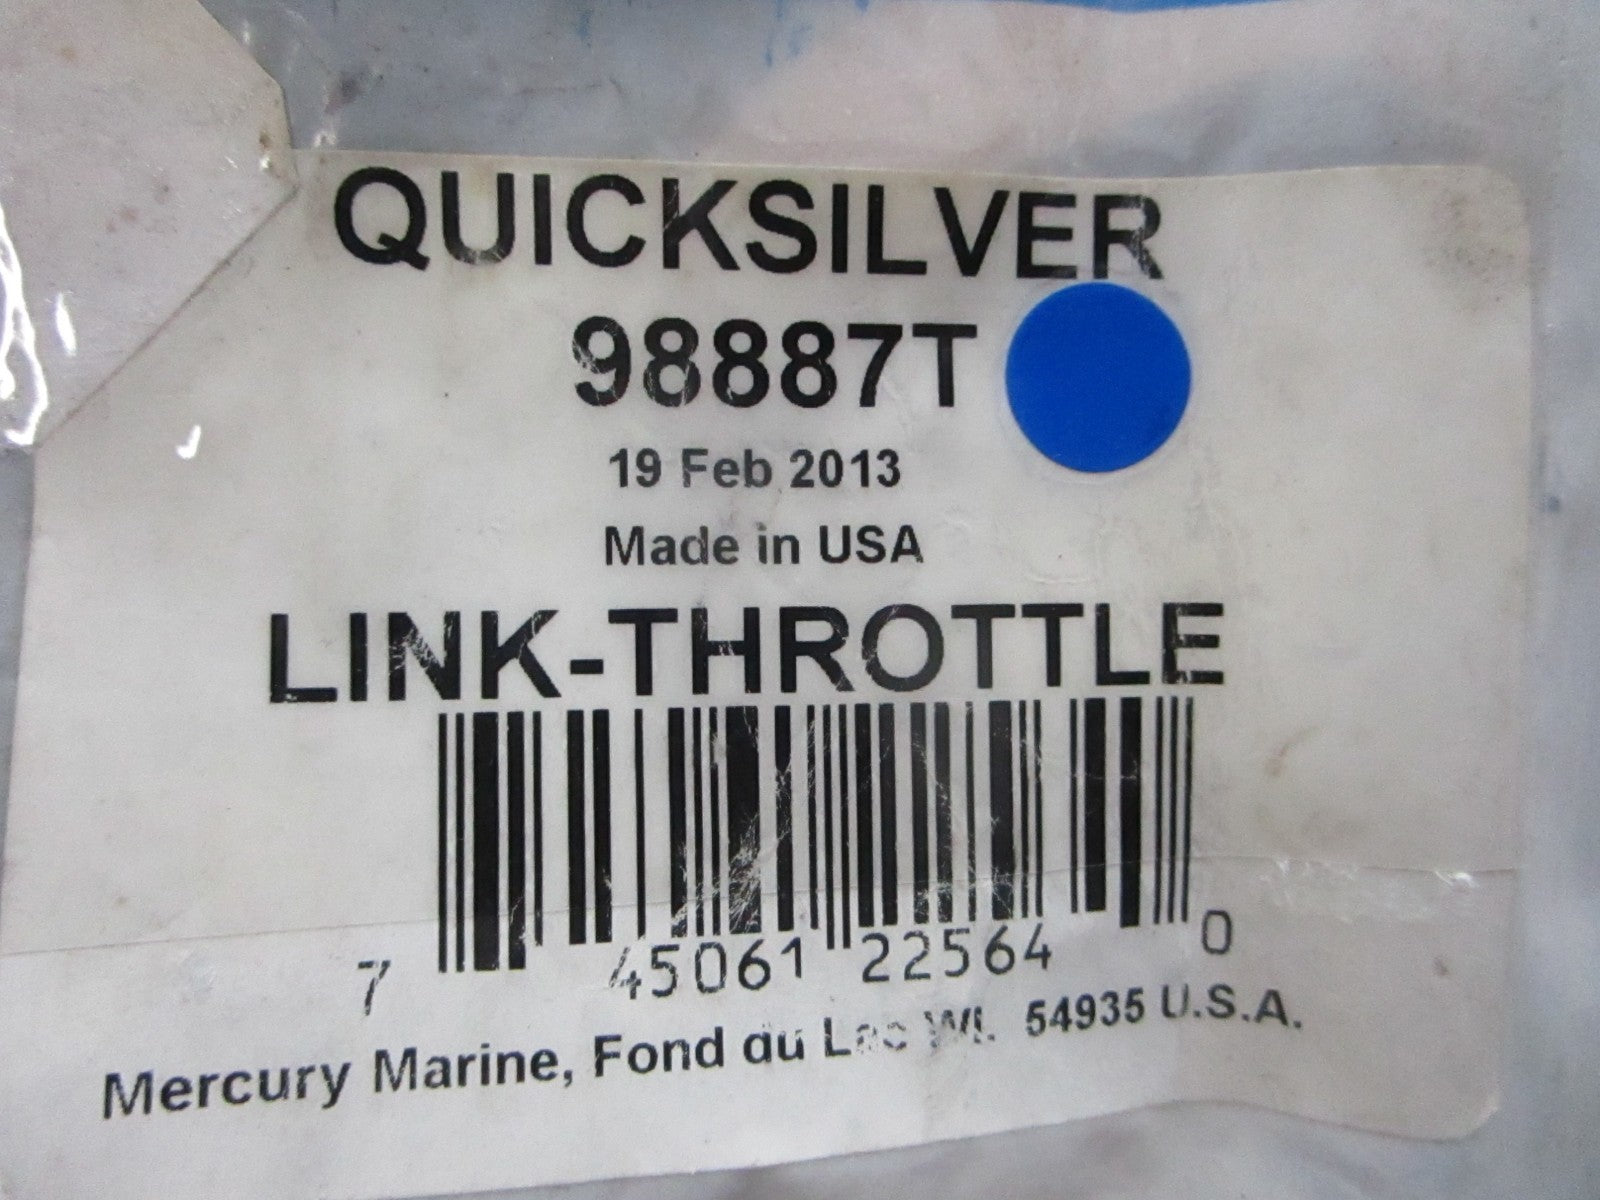 QUICKSILVER
98887T
19 Feb 2013
Made in USA
LINK-THROTTLE
7 45061 22564 0
Mercury Marine, Fond du Lac WI. 54935 U.S.A.